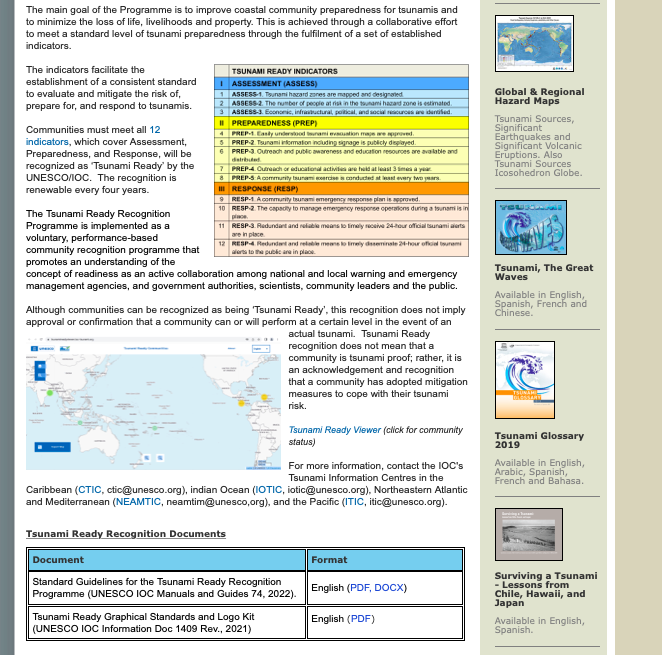 The main goal of the Programme is to improve coastal community preparedness for tsunamis and
to minimize the loss of life, livelihoods and property. This is achieved through a collaborative effort
to meet a standard level of tsunami preparedness through the fulfilment of a set of established
indicators.
The indicators facilitate the
establishment of a consistent standard
to evaluate and mitigate the risk of,
prepare for, and respond to tsunamis.
Communities must meet all 12
indicators, which cover Assessment,
Preparedness, and Response, will be
recognized as 'Tsunami Ready' by the
UNESCO/IOC. The recognition is
renewable every four years.
The Tsunami Ready Recognition
Programme is implemented as a
voluntary, performance-based
community recognition programme that
promotes an understanding of the
concept of readiness as an active collaboration among national and local warning and emergency
management agencies, and government authorities, scientists, community leaders and the public.
TSUNAMI READY INDICATORS
I ASSESSMENT (ASSESS)
1 ASSESS-1. Tsunami hazard zones are mapped and designated.
2 ASSESS-2. The number of people at risk in the tsunami hazard zone is estimated.
3 ASSESS-3. Economic, infrastructural, political, and social resources are identified.
II PREPAREDNESS (PREP)
4 PREP-1. Easily understood tsunami evacuation maps are approved.
5 PREP-2. Tsunami information including signage is publicly displayed.
6 PREP-3. Outreach and public awareness and education resources are available and
distributed.
7 PREP-4. Outreach or educational activities are held at least 3 times a year.
8 PREP-5. A community tsunami exercise is conducted at least every two years.
III RESPONSE (RESP)
9 RESP-1. A community tsunami emergency response plan is approved.
10 RESP-2. The capacity to manage emergency response operations during a tsunami is in
place.
11 RESP-3. Redundant and reliable means to timely receive 24-hour official tsunami alerts
are in place.
12 RESP-4. Redundant and reliable means to timely disseminate 24-hour official tsunami
alerts to the public are in place.
Although communities can be recognized as being 'Tsunami Ready', this recognition does not imply
approval or confirmation that a community can or will perform at a certain level in the event of an
actual tsunami. Tsunami Ready
recognition does not mean that a
community is tsunami proof; rather, it is
an acknowledgement and recognition
that a community has adopted mitigation
measures to cope with their tsunami
risk.
Tsunami Ready Viewer (click for community
status)
For more information, contact the IOC's
Tsunami Information Centres in the
Caribbean (CTIC, ctic@unesco.org), indian Ocean (IOTIC, iotic@unesco.org), Northeastern Atlantic
and Mediterranean (NEAMTIC, neamtim@unesco,org), and the Pacific (ITIC, itic@unesco.org).
Tsunami Ready Recognition Documents
Document Format
Standard Guidelines for the Tsunami Ready Recognition
Programme (UNESCO IOC Manuals and Guides 74, 2022).
English (PDF, DOCX)
Tsunami Ready Graphical Standards and Logo Kit
(UNESCO IOC Information Doc 1409 Rev., 2021)
English (PDF)
Global & Regional
Hazard Maps
Tsunami Sources,
Significant
Earthquakes and
Significant Volcanic
Eruptions. Also
Tsunami Sources
Icosohedron Globe.
TSUNAMI
WAVES
Tsunami, The Great
Waves
Available in English,
Spanish, French and
Chinese.
TSUNAMI
GLOSSARY
Tsunami Glossary
2019
Available in English,
Arabic, Spanish,
French and Bahasa.
Surviving a Tsunami
Surviving a Tsunami
- Lessons from
Chile, Hawaii, and
Japan
Available in English,
Spanish.